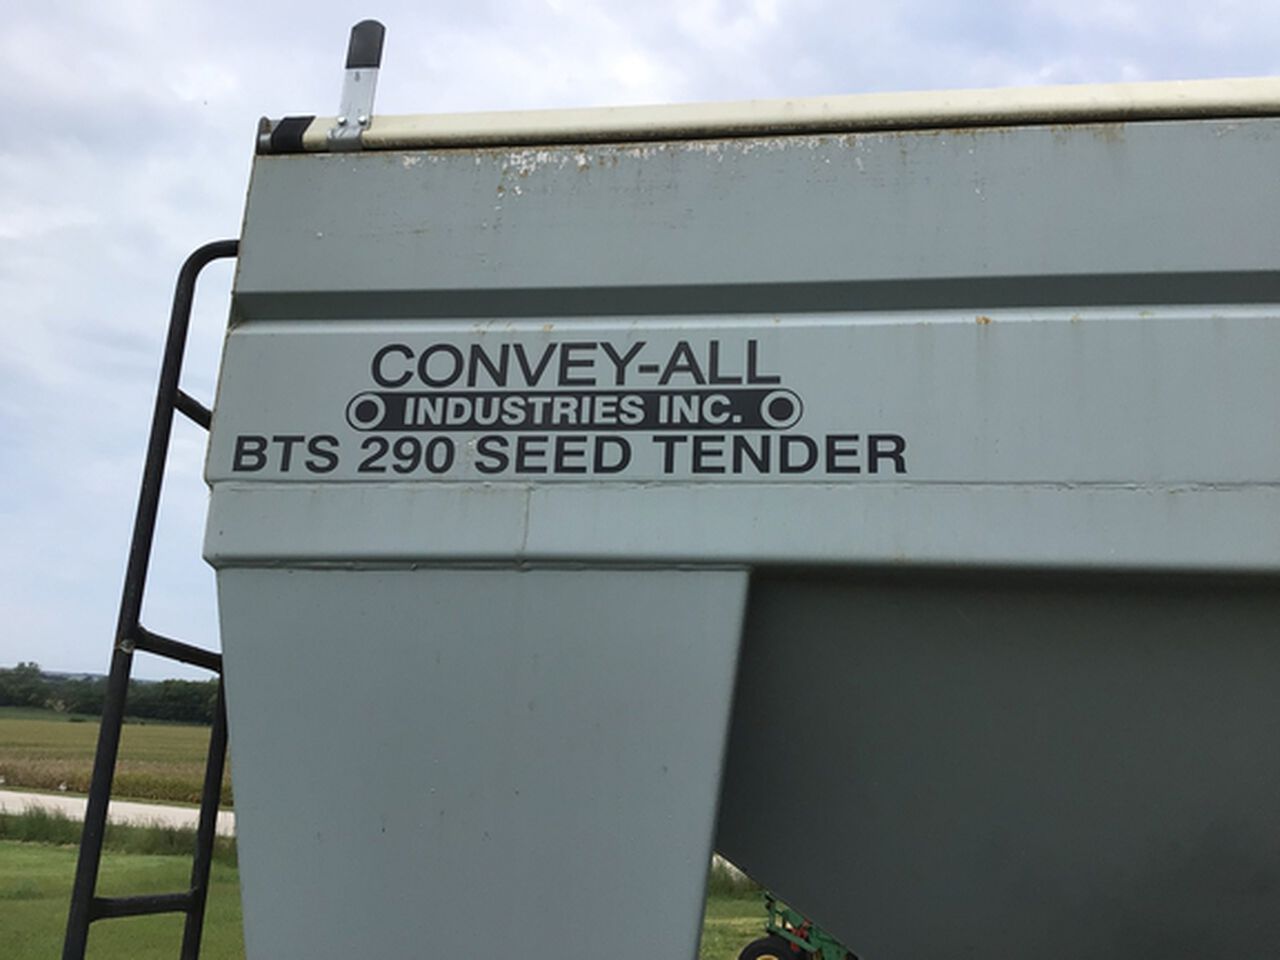 CONVEY-ALL
INDUSTRIES INC.
BTS 290 SEED TENDER